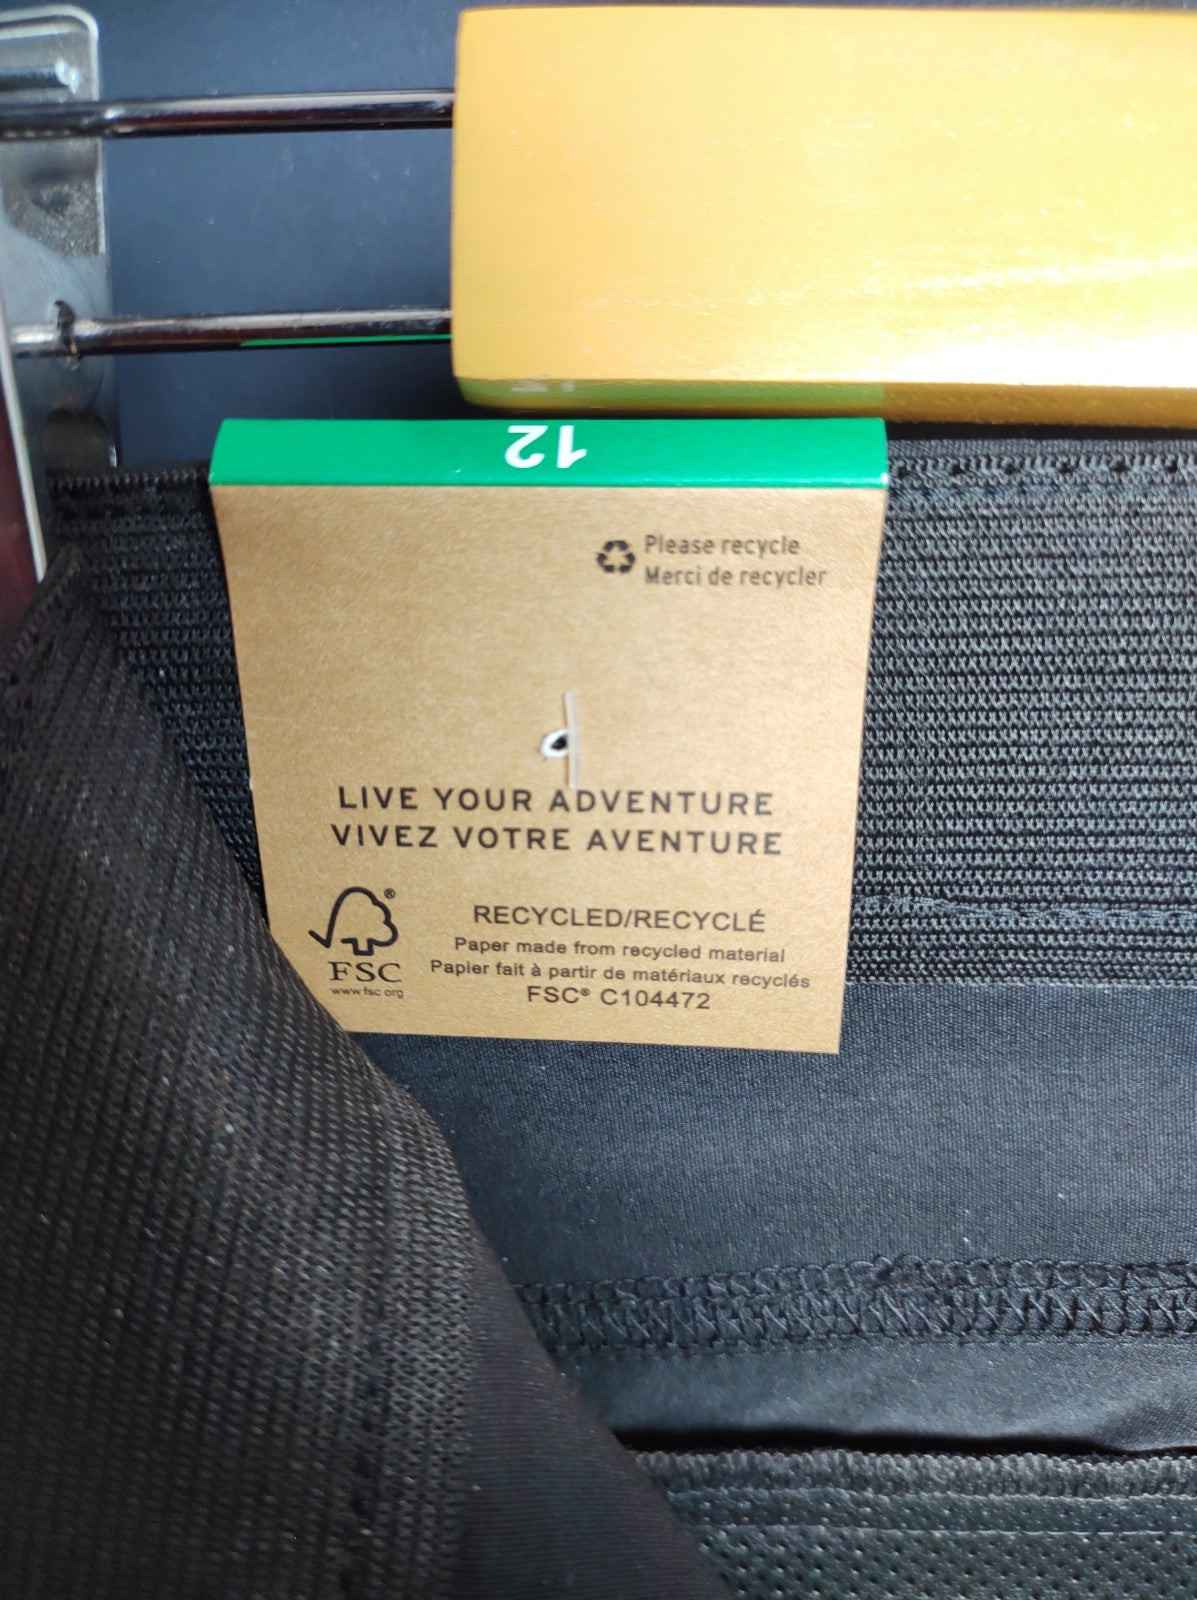 12
Please recycle
Merci de recycler
LIVE YOUR ADVENTURE
VIVEZ VOTRE AVENTURE
RECYCLED/RECYCLÉ
Paper made from recycled material
Papier fait à partir de matériaux recyclés
FSC® C104472
®
FSC
www.fsc.org